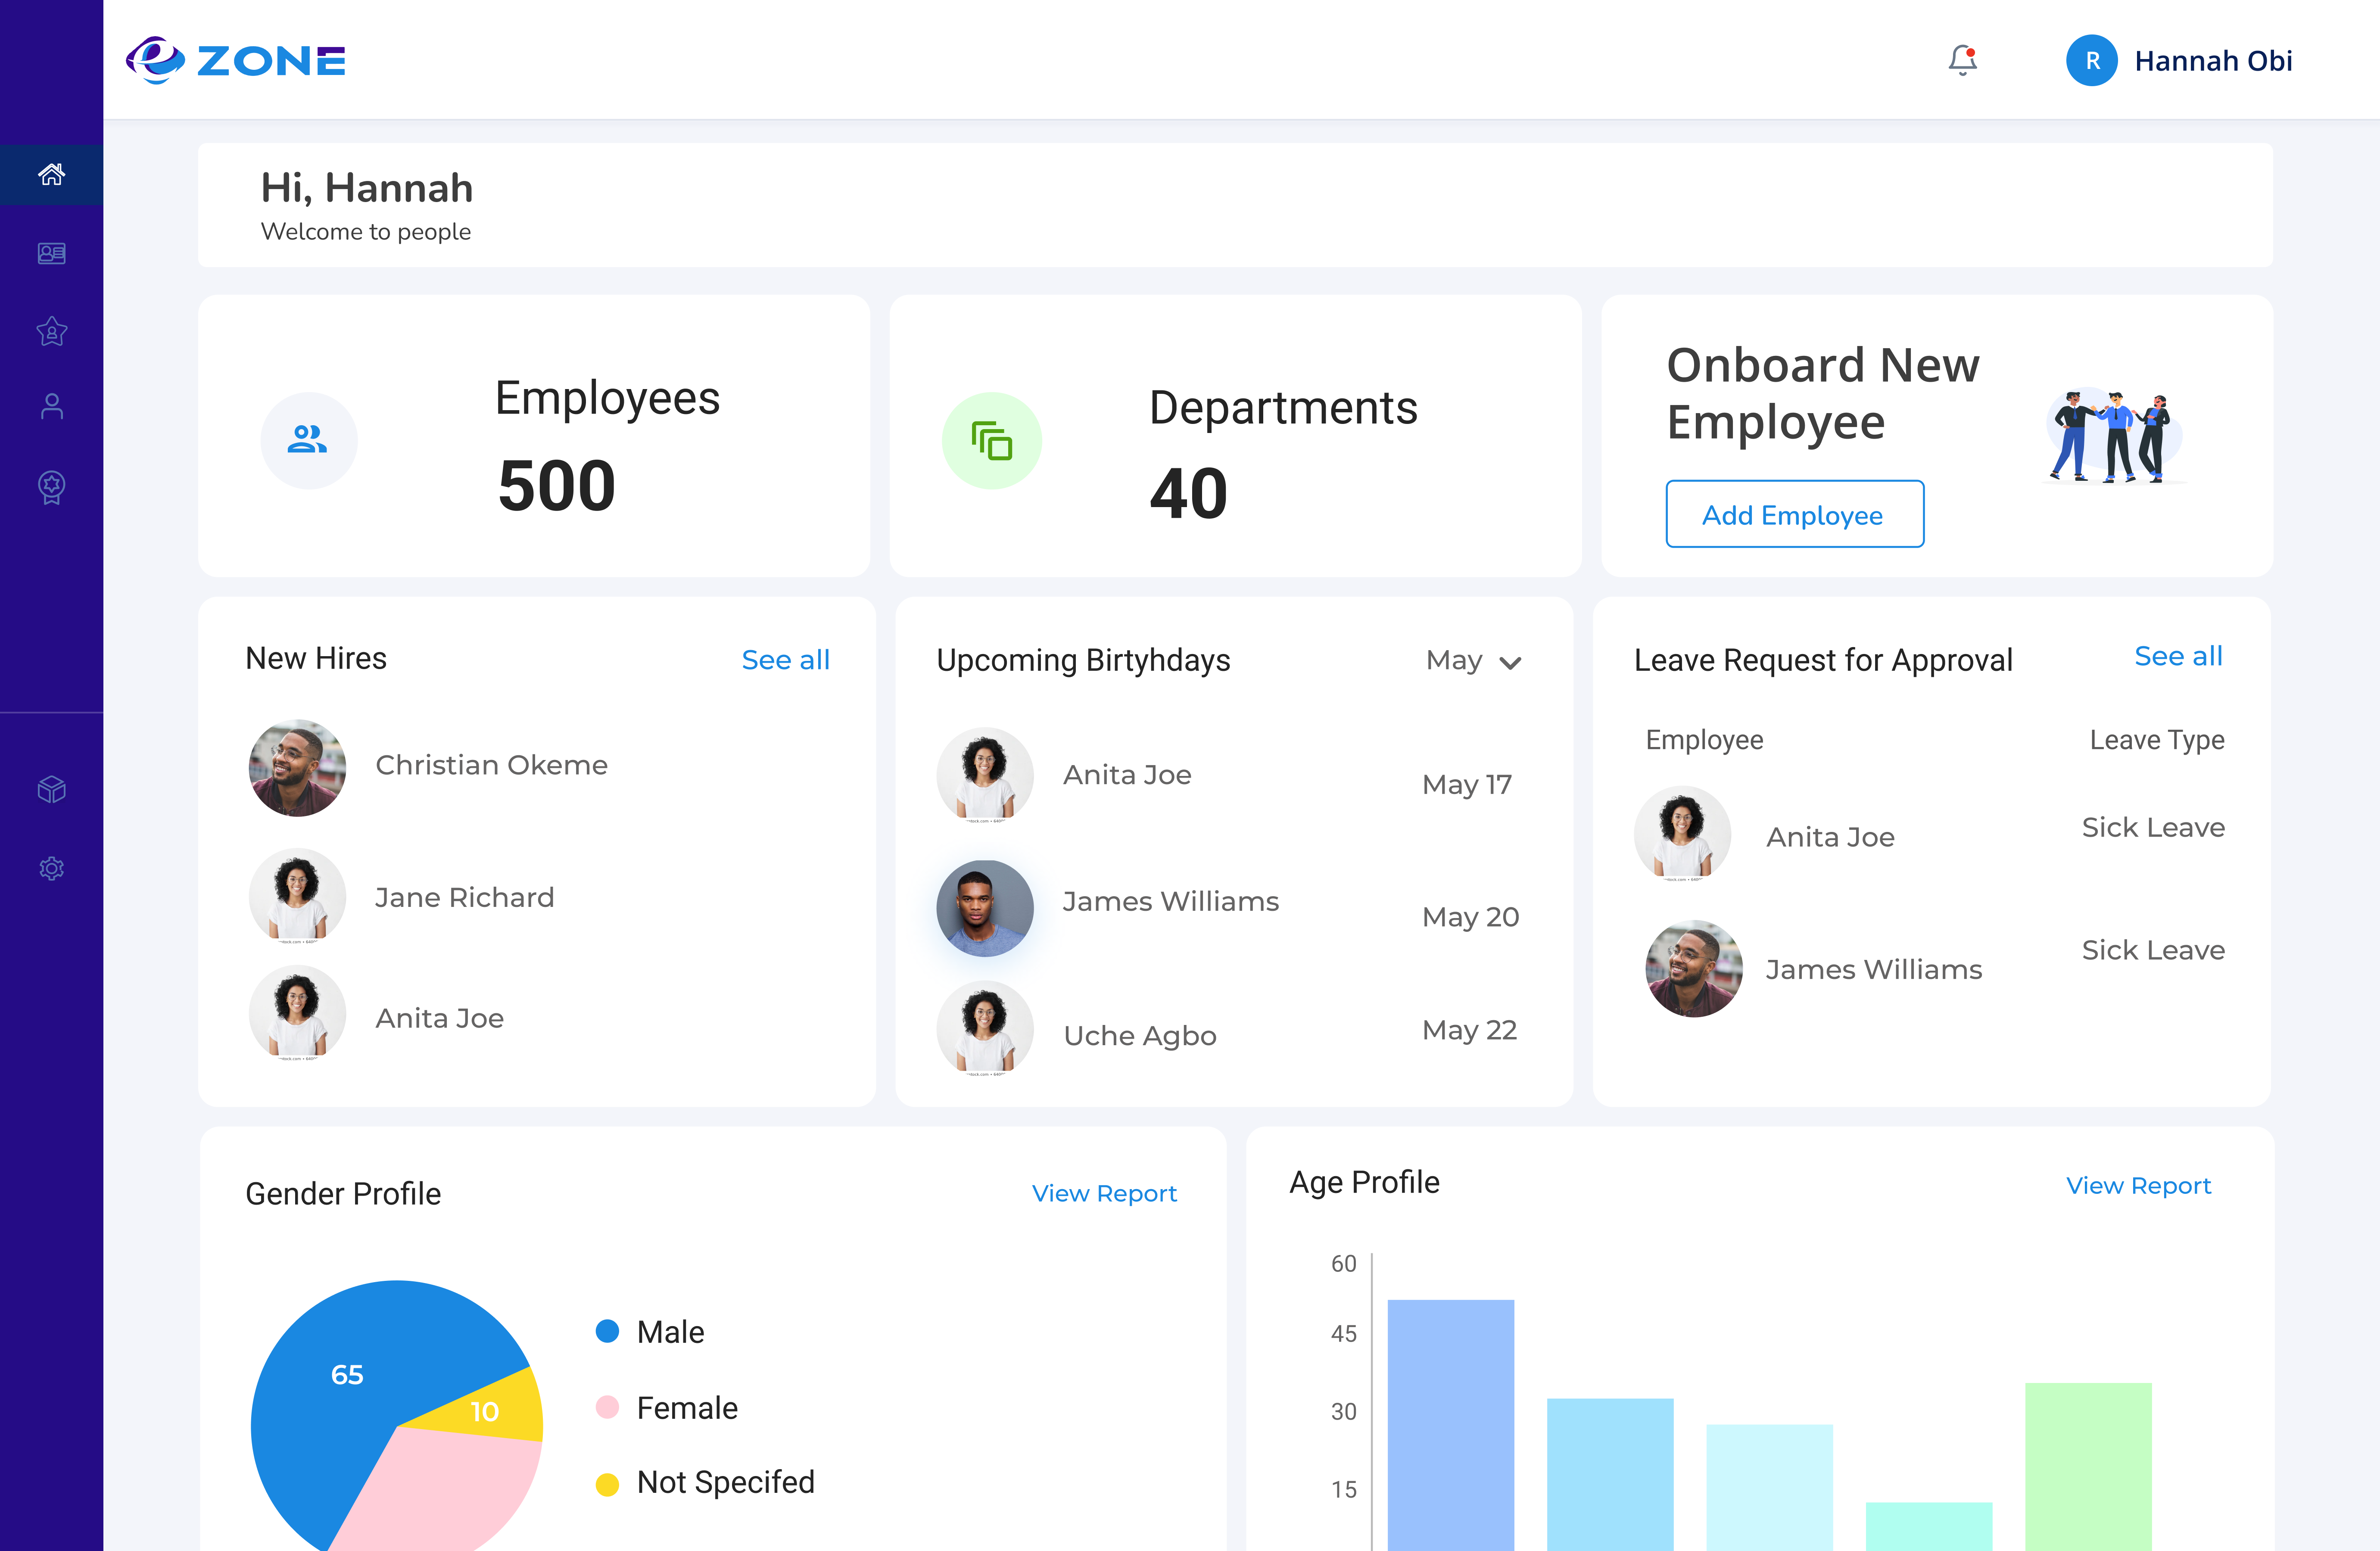 ZONE
R
Hannah Obi
Hi, Hannah
Welcome to people
Employees
500
Departments
40
Onboard New
Employee
Add Employee
New Hires
See all
Christian Okeme
Jane Richard
Anita Joe
Upcoming Birtyhdays
May
Anita Joe
May 17
James Williams
May 20
Uche Agbo
May 22
Leave Request for Approval
See all
Employee
Leave Type
Anita Joe
Sick Leave
James Williams
Sick Leave
Gender Profile
View Report
65
10
Male
Female
Not Specifed
Age Profile
View Report
60
45
30
15